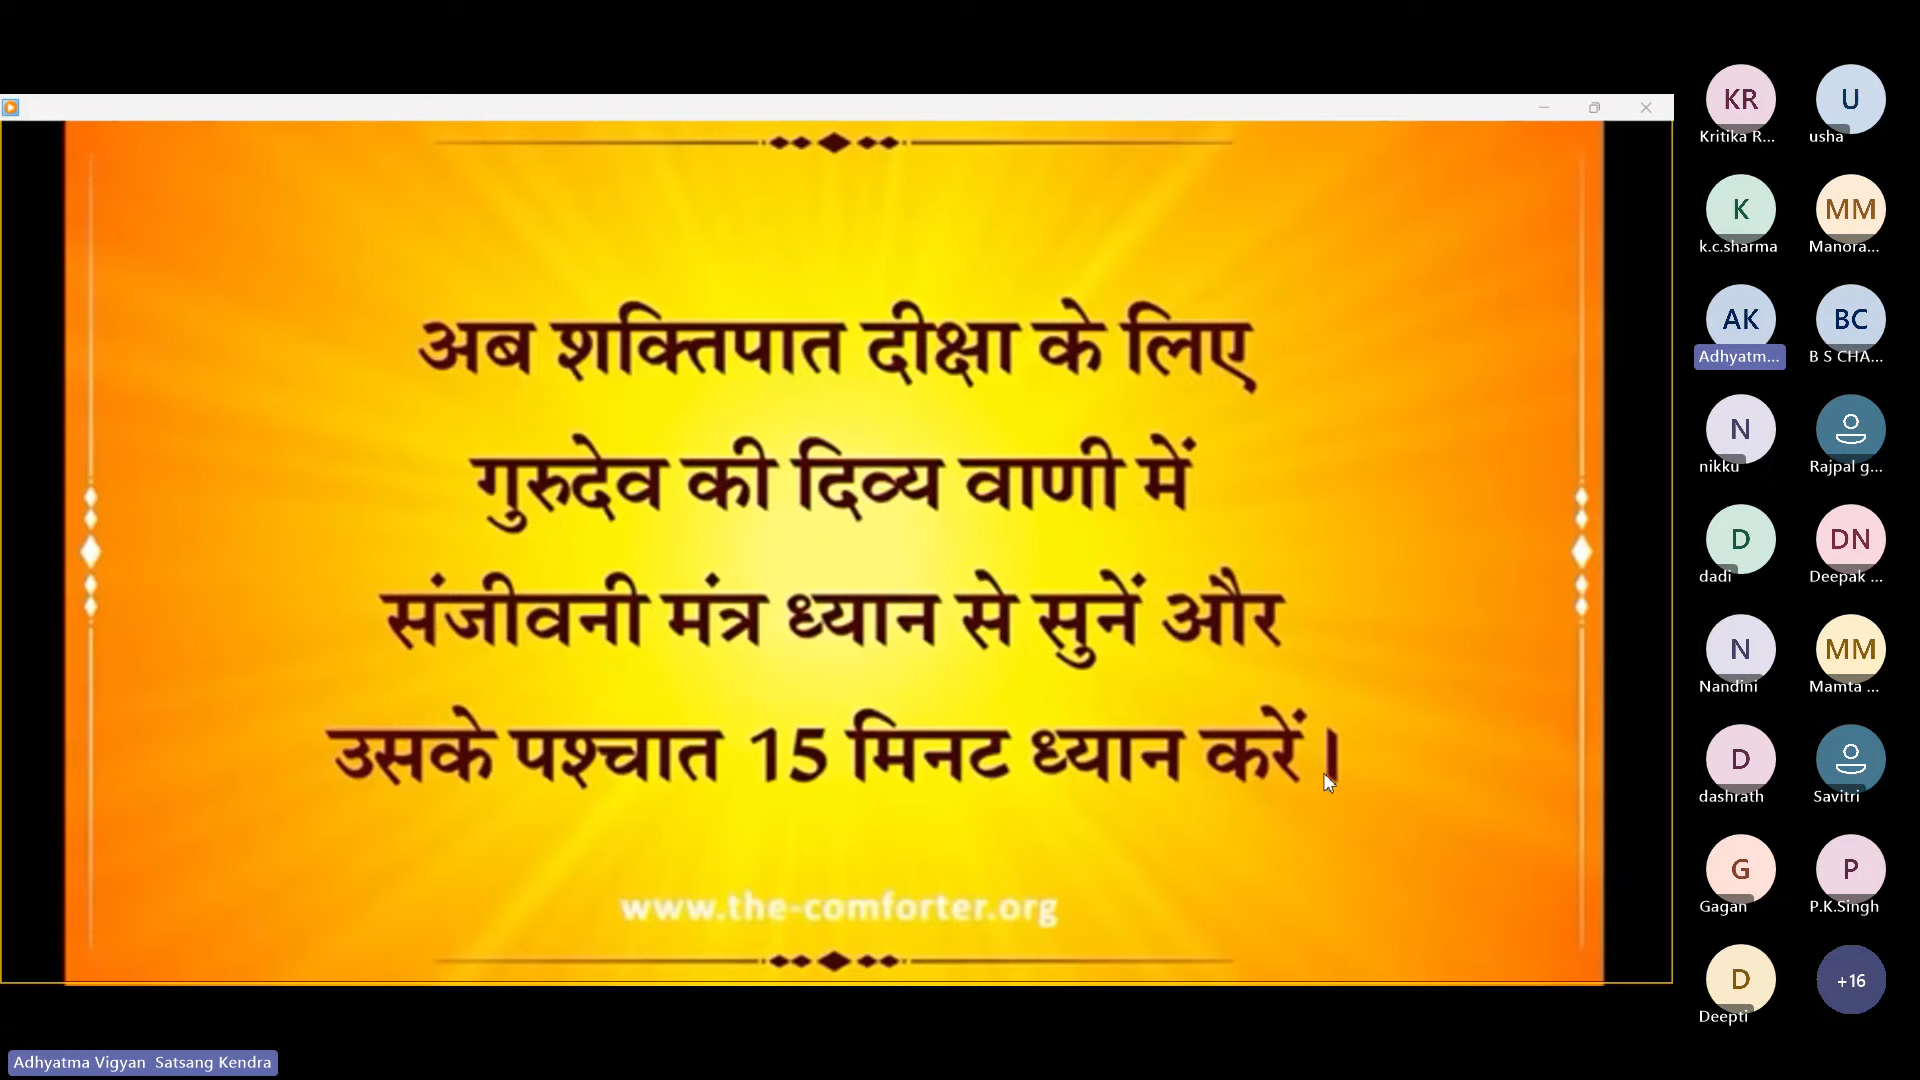 अब शक्तिपात दीक्षा के लिए
गुरुदेव की दिव्य वाणी में
संजीवनी मंत्र ध्यान से सुनें और
उसके पश्चात 15 मिनट ध्यान करें।
www.the-comforter.org
KR
Kritika R...
U
usha
K
k.c.sharma
MM
Manora...
AK
Adhyatm...
BC
B S CHA...
N
nikku
Rajpal g...
D
dadi
DN
Deepak ...
N
Nandini
MM
Mamta ...
D
dashrath
Savitri
G
Gagan
P
P.K.Singh
D
Deepti
+16
Adhyatma Vigyan Satsang Kendra